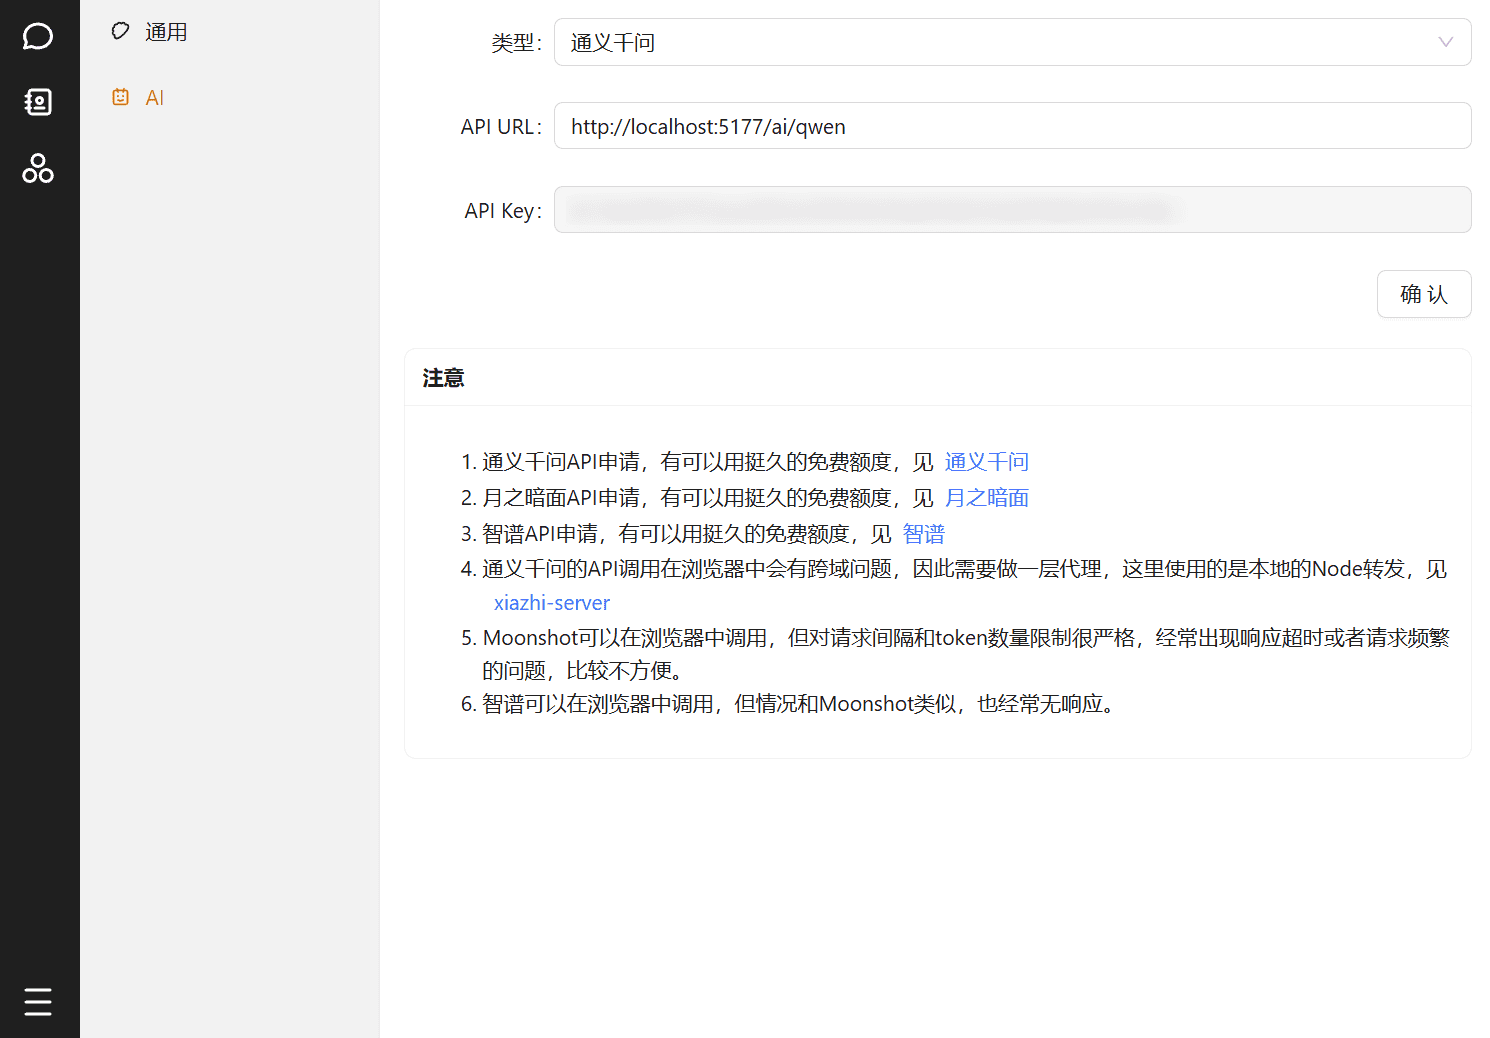 通用
AI
类型：
通义千问
API URL：
http://localhost:5177/ai/qwen
API Key：
确 认
注意
1. 通义千问API申请，有可以用挺久的免费额度，见 通义千问
2. 月之暗面API申请，有可以用挺久的免费额度，见 月之暗面
3. 智谱API申请，有可以用挺久的免费额度，见 智谱
4. 通义千问的API调用在浏览器中会有跨域问题，因此需要做一层代理，这里使用的是本地的Node转发，见
xiazhi-server
5. Moonshot可以在浏览器中调用，但对请求间隔和token数量限制很严格，经常出现响应超时或者请求频繁
的问题，比较不方便。
6. 智谱可以在浏览器中调用，但情况和Moonshot类似，也经常无响应。